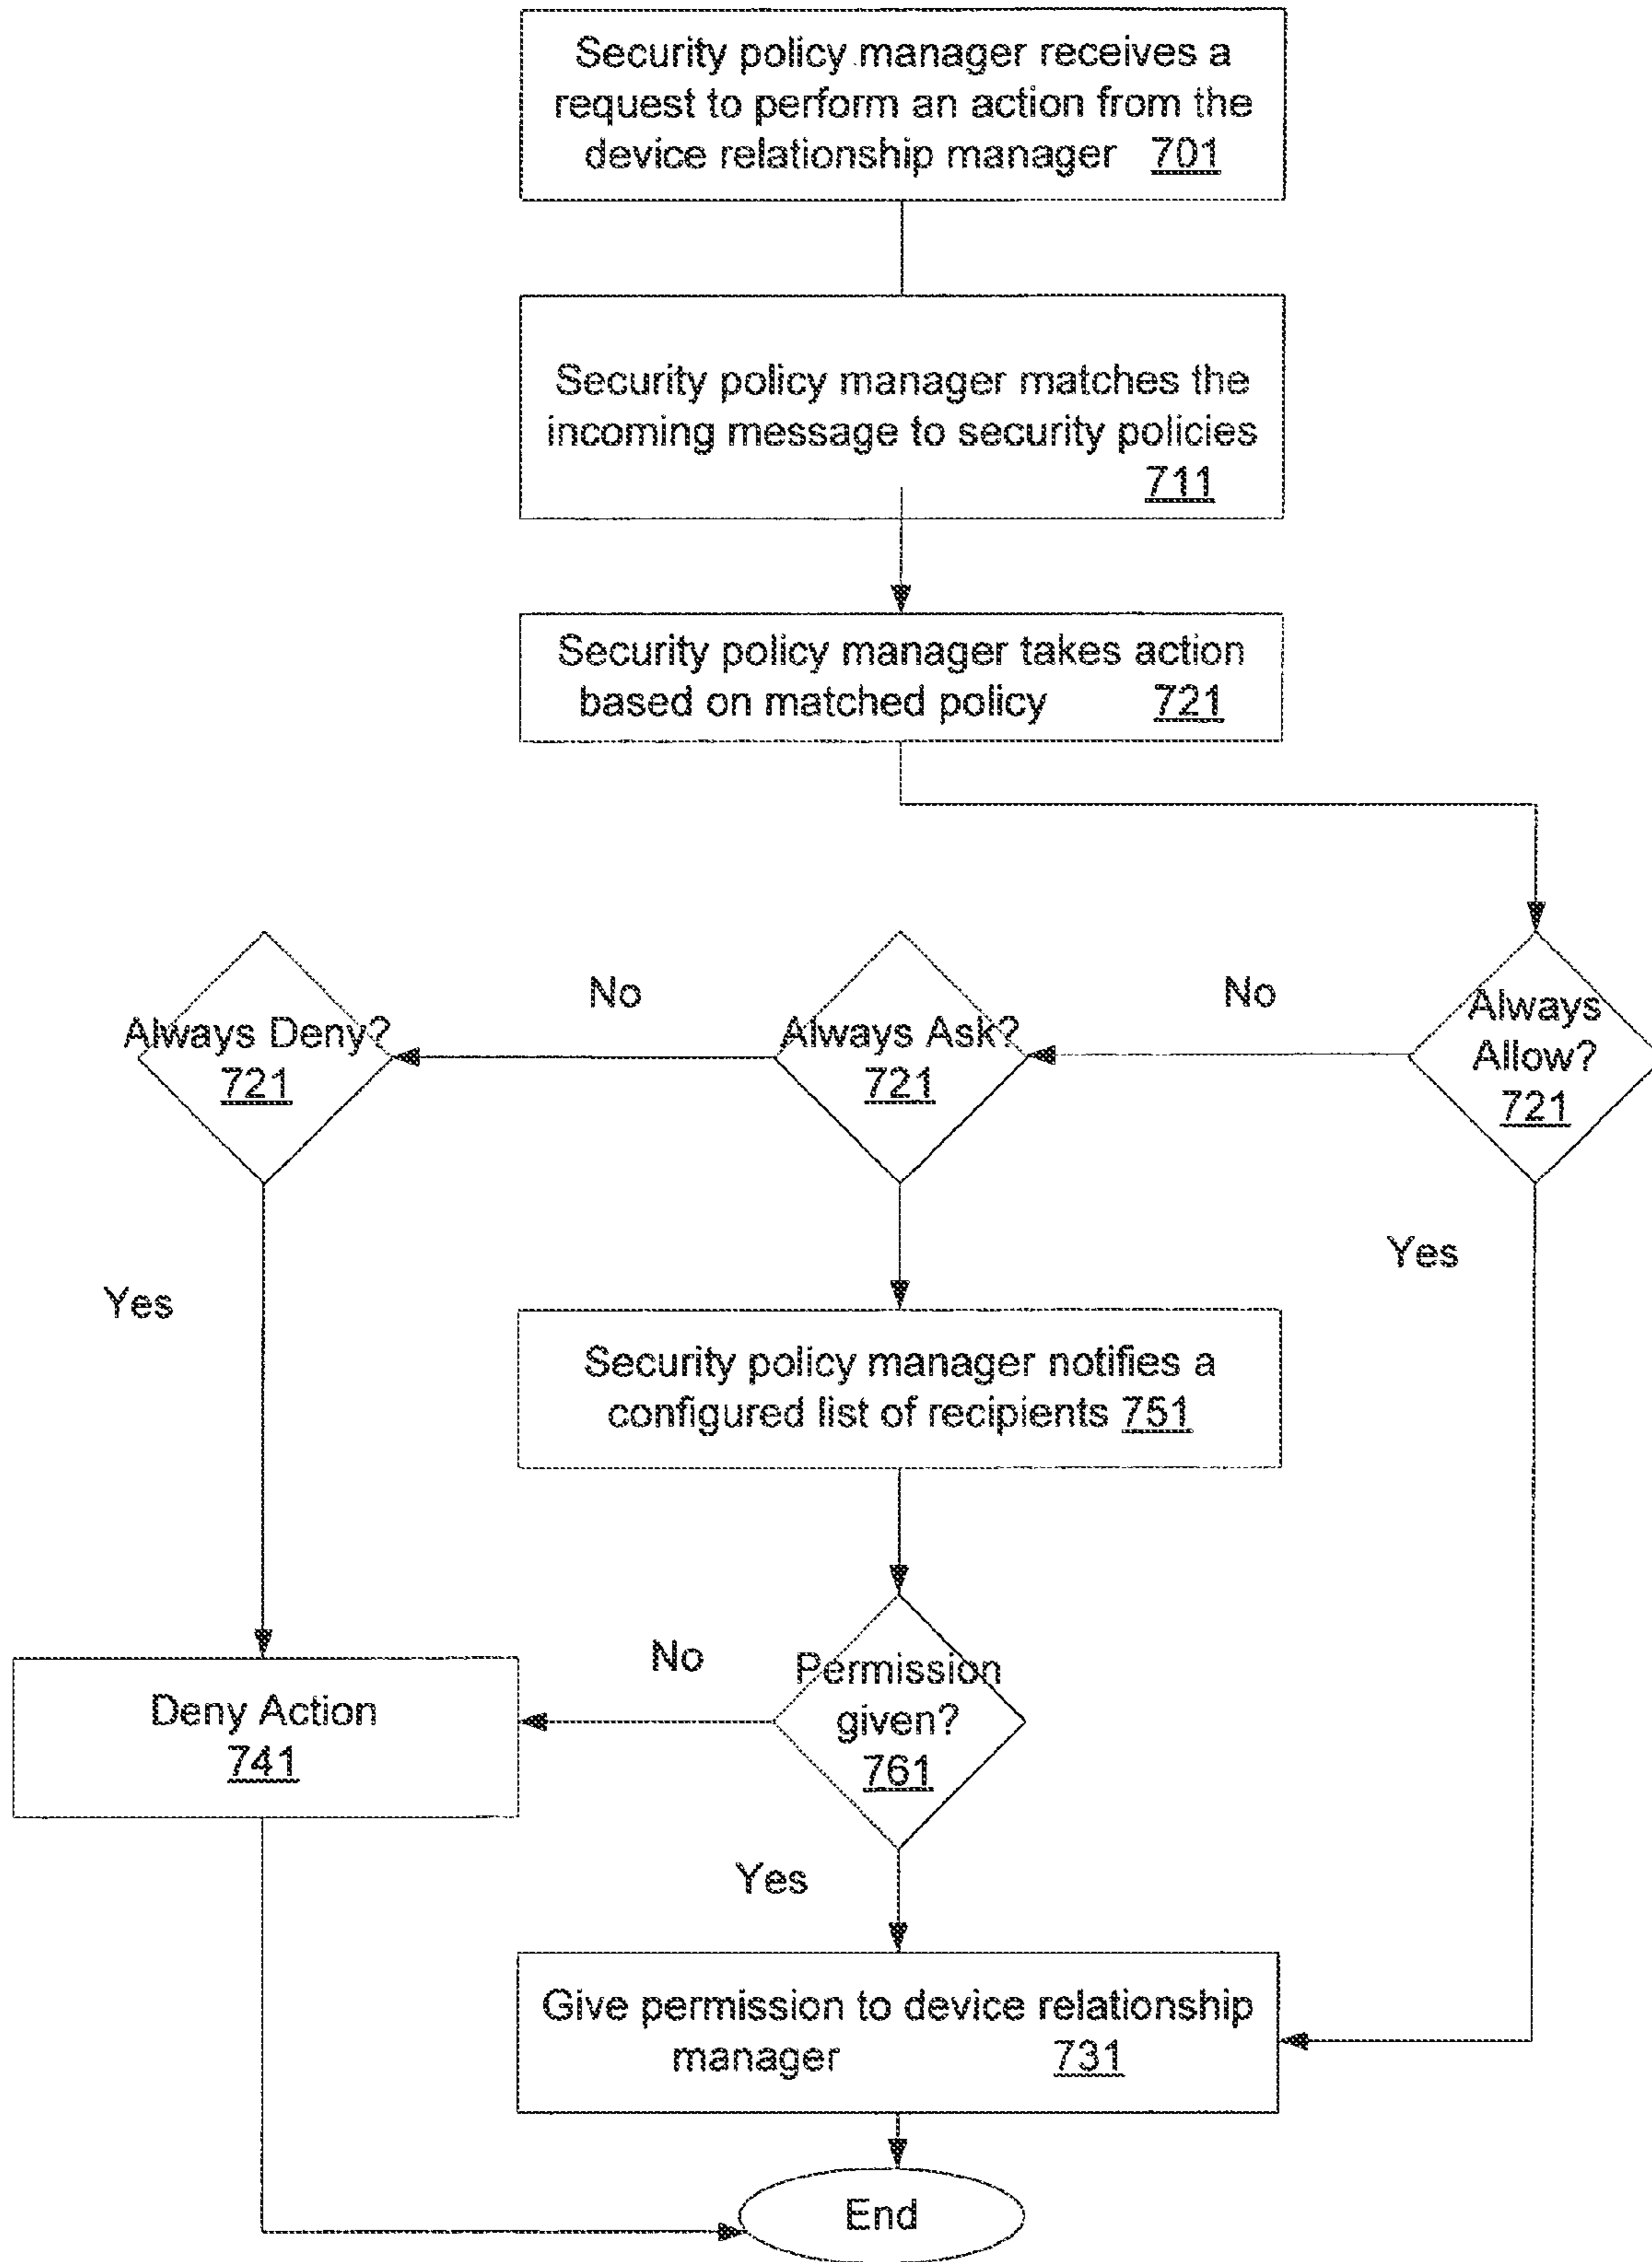 Security policy manager receives a
request to perform an action from the
device relationship manager 701
Security policy manager matches the
incoming message to security policies
711
Security policy manager takes action
based on matched policy 721
Always Deny?
721
No
Always Ask?
721
No
Always
Allow?
721
Yes
Yes
Security policy manager notifies a
configured list of recipients 751
Deny Action
741
No
Permission
given?
761
Yes
Give permission to device relationship
manager 731
End